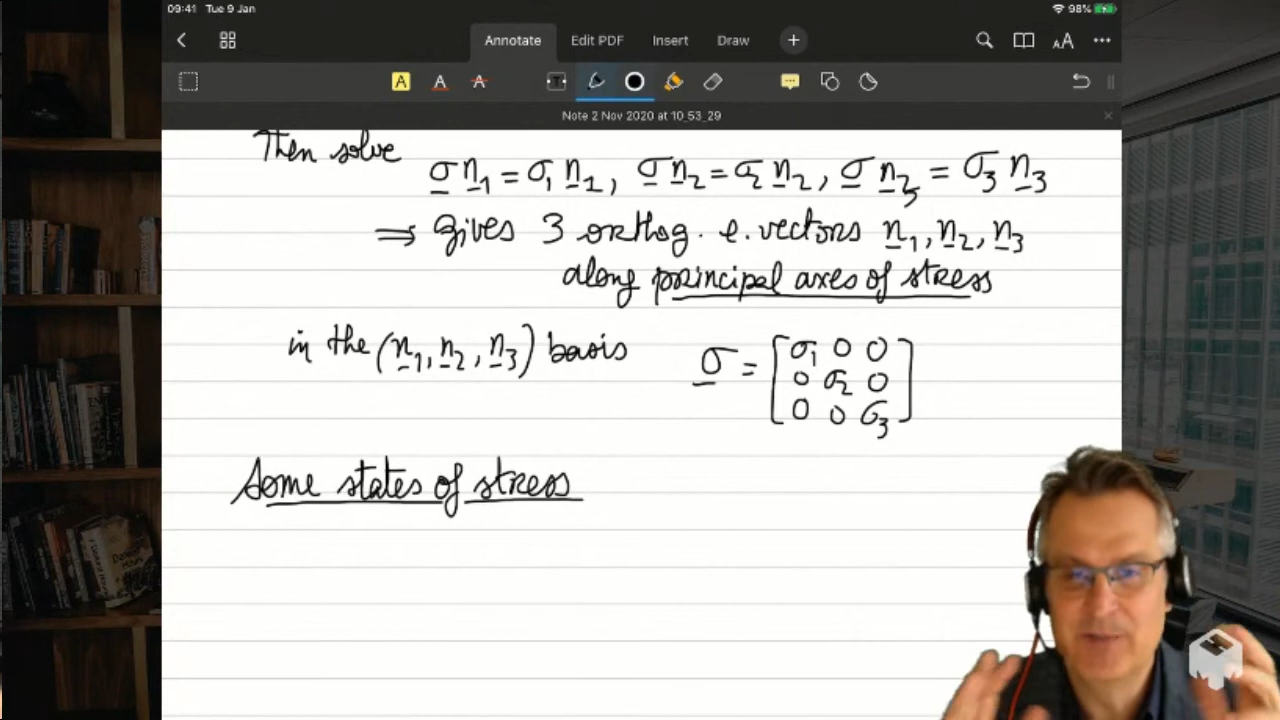 09:41 Tue 9 Jan 98%
Annotate Edit PDF Insert Draw
Note 2 Nov 2020 at 10_53_29
Then solve σ n₁ = σ₁ n₁, σ n₂ = σ₂ n₂, σ n₃ = σ₃ n₃
⇒ gives 3 orthog. e. vectors n₁, n₂, n₃
along principal axes of stress
in the (n₁, n₂, n₃) basis σ = [σ₁ 0 0
0 σ₂ 0
0 0 σ₃]
Some states of stress